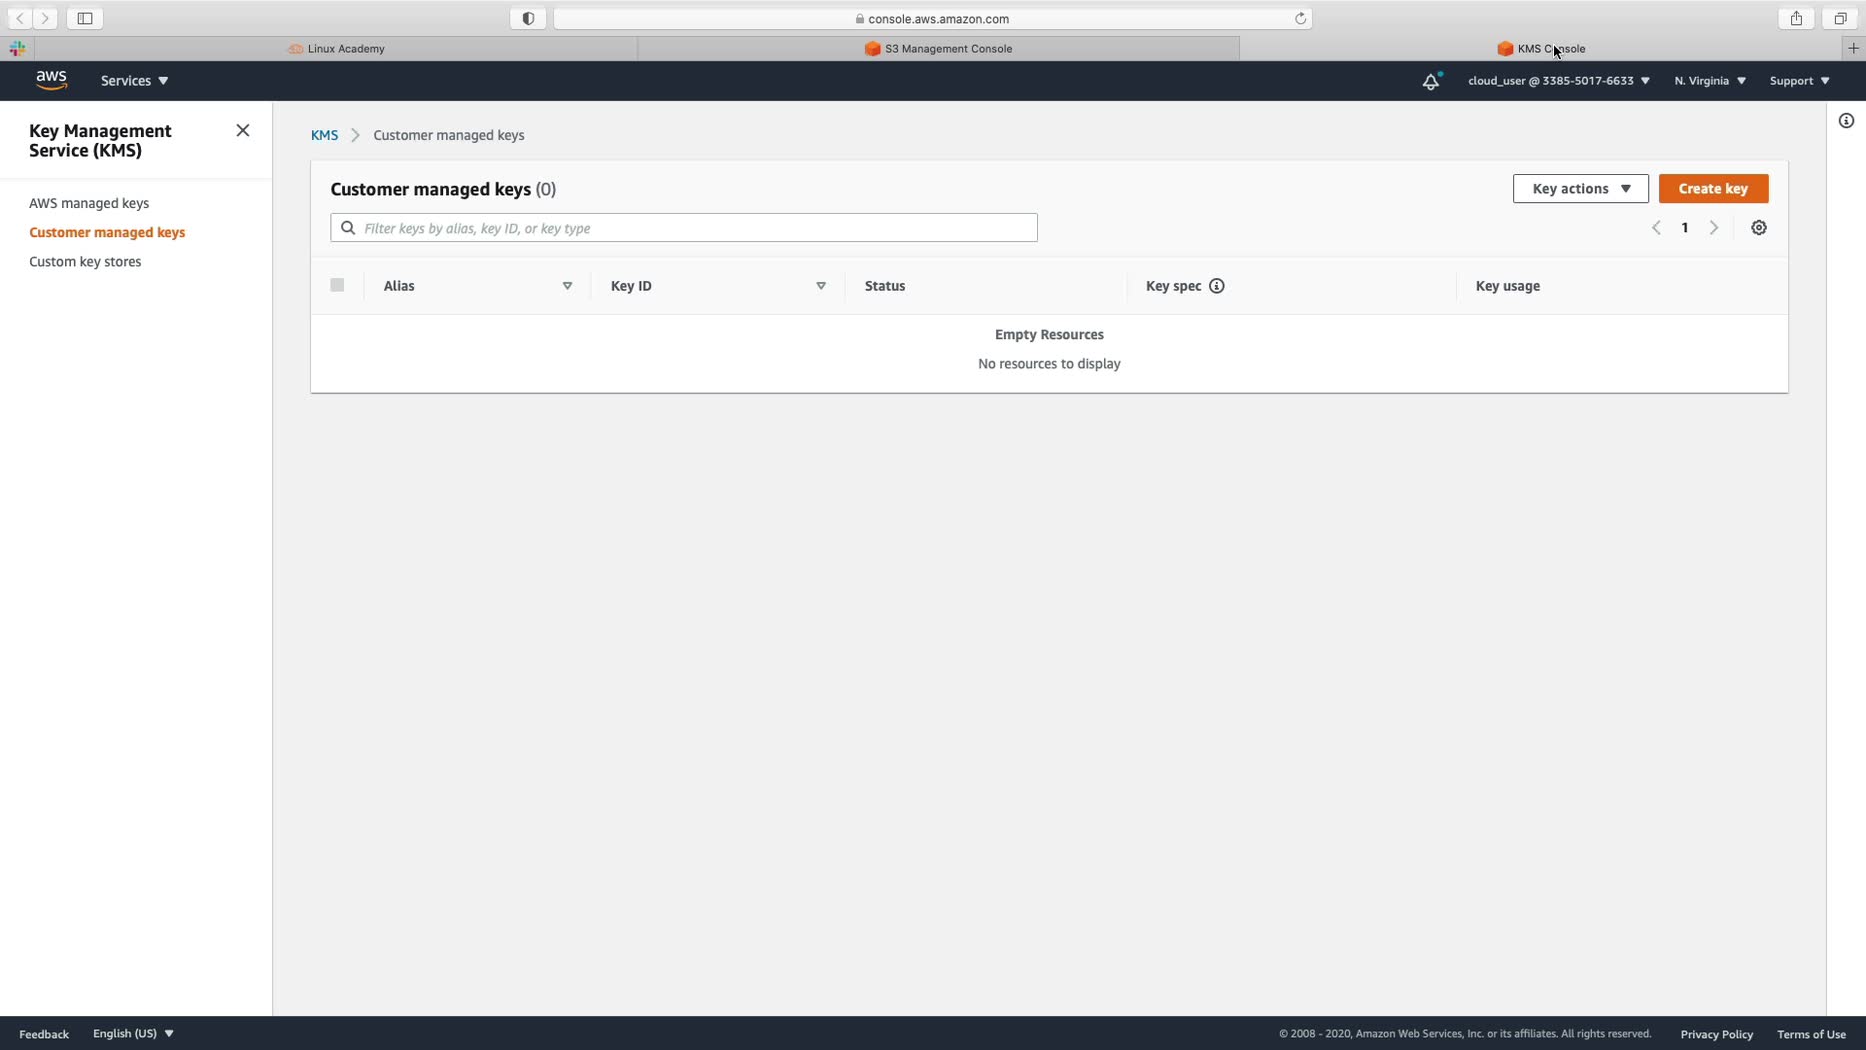 console.aws.amazon.com
Linux Academy
S3 Management Console
KMS Console
aws
Services
cloud_user @ 3385-5017-6633
N. Virginia
Support
Key Management
Service (KMS)
AWS managed keys
Customer managed keys
Custom key stores
KMS
Customer managed keys
Customer managed keys (0)
Key actions
Create key
Filter keys by alias, key ID, or key type
1
Alias
Key ID
Status
Key spec
Key usage
Empty Resources
No resources to display
Feedback
English (US)
© 2008 - 2020, Amazon Web Services, Inc. or its affiliates. All rights reserved.
Privacy Policy
Terms of Use